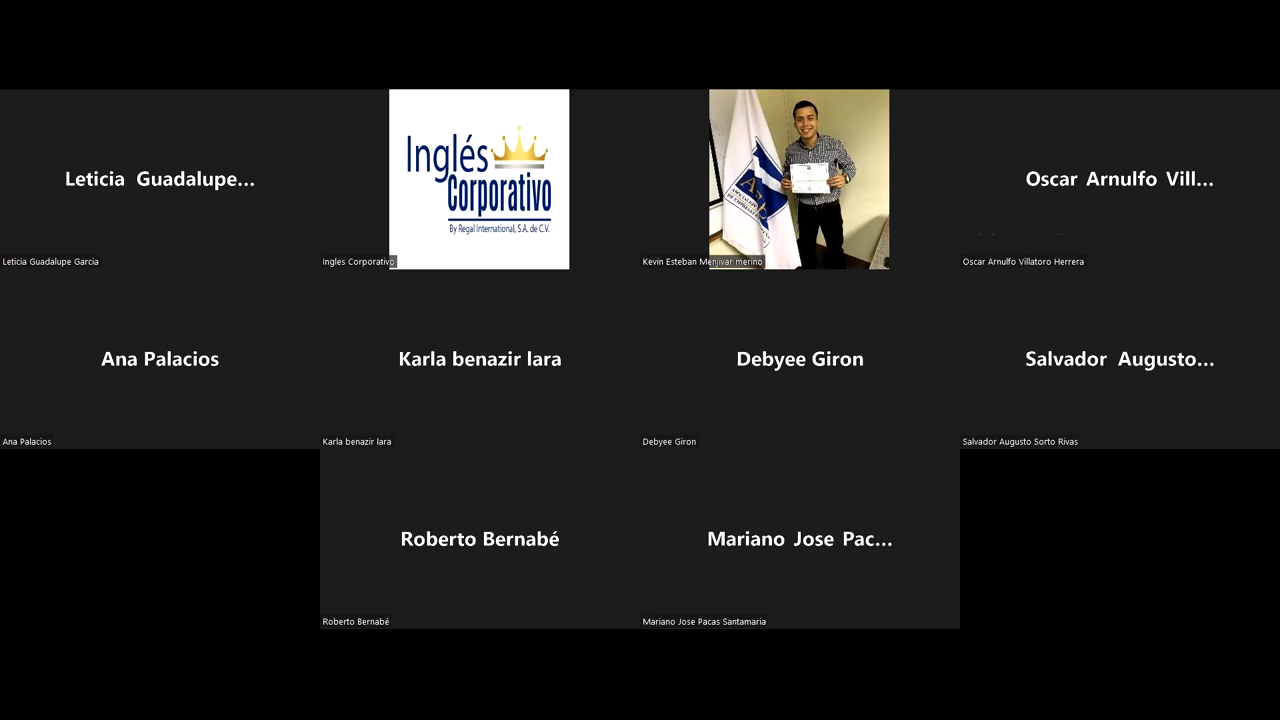 Leticia Guadalupe...
Leticia Guadalupe Garcia
Inglés
Corporativo
By Regal International, S.A. de C.V.
Ingles Corporativo
Kevin Esteban Menjivar merino
Oscar Arnulfo Vill...
Oscar Arnulfo Villatoro Herrera
Ana Palacios
Ana Palacios
Karla benazir lara
Karla benazir lara
Debyee Giron
Debyee Giron
Salvador Augusto...
Salvador Augusto Sorto Rivas
Roberto Bernabé
Roberto Bernabé
Mariano Jose Pac...
Mariano Jose Pacas Santamaria